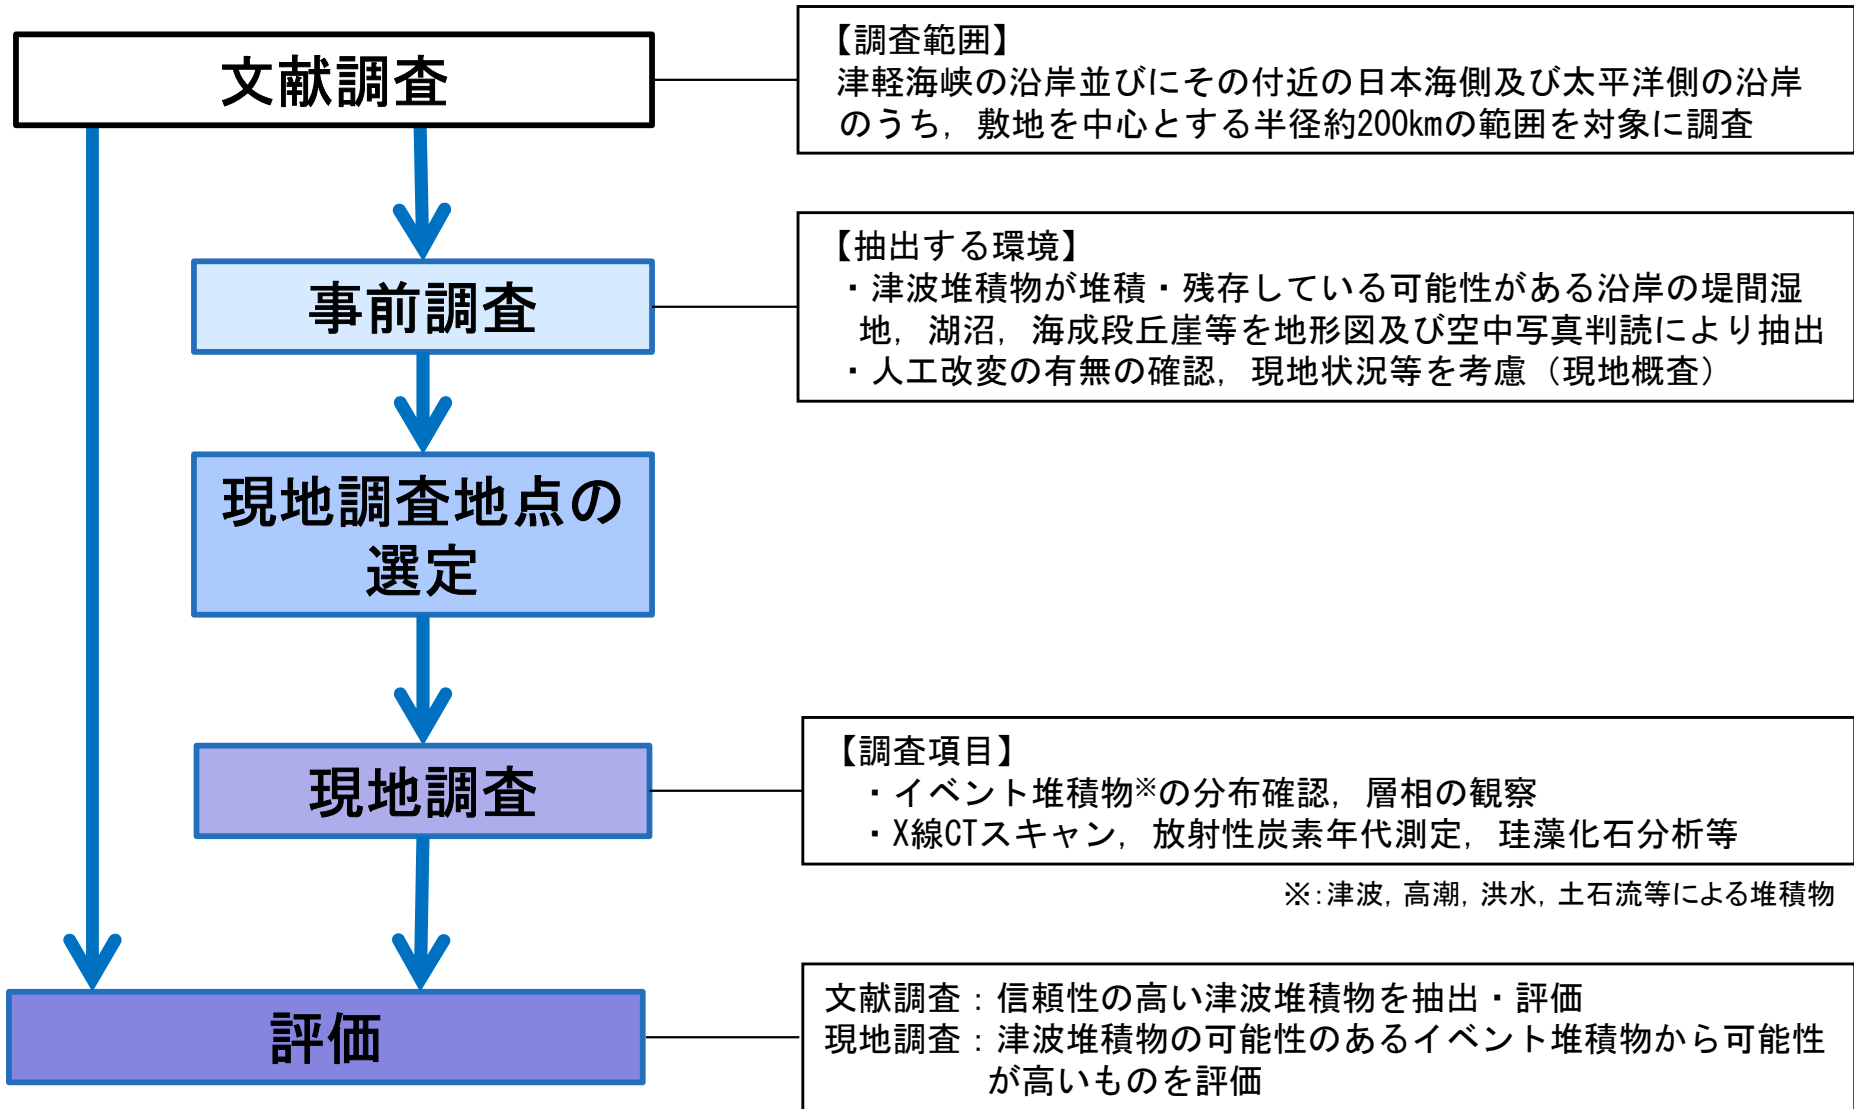 文献調査
【調査範囲】
津軽海峡の沿岸並びにその付近の日本海側及び太平洋側の沿岸
のうち，敷地を中心とする半径約200kmの範囲を対象に調査
事前調査
【抽出する環境】
・津波堆積物が堆積・残存している可能性がある沿岸の堤間湿
地，湖沼，海成段丘崖等を地形図及び空中写真判読により抽出
・人工改変の有無の確認，現地状況等を考慮（現地概査）
現地調査地点の
選定
現地調査
【調査項目】
・イベント堆積物※の分布確認，層相の観察
・X線CTスキャン，放射性炭素年代測定，珪藻化石分析等
※：津波，高潮，洪水，土石流等による堆積物
評価
文献調査：信頼性の高い津波堆積物を抽出・評価
現地調査：津波堆積物の可能性のあるイベント堆積物から可能性
が高いものを評価